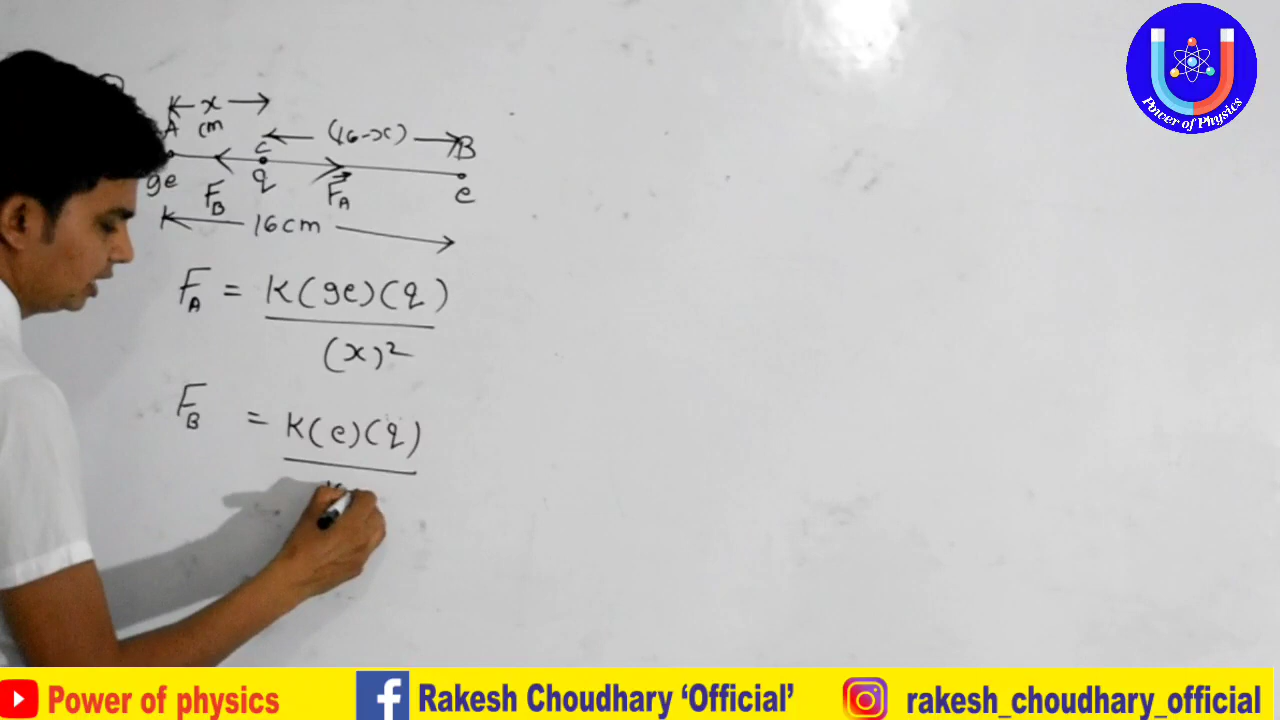 x
A cm
C (16-x) B
9e q e
F_B F_A
16cm
F_A = K(9e)(q)
(x)²
F_B = K(e)(q)
Power of Physics
Power of physics
Rakesh Choudhary ‘Official’
rakesh_choudhary_official